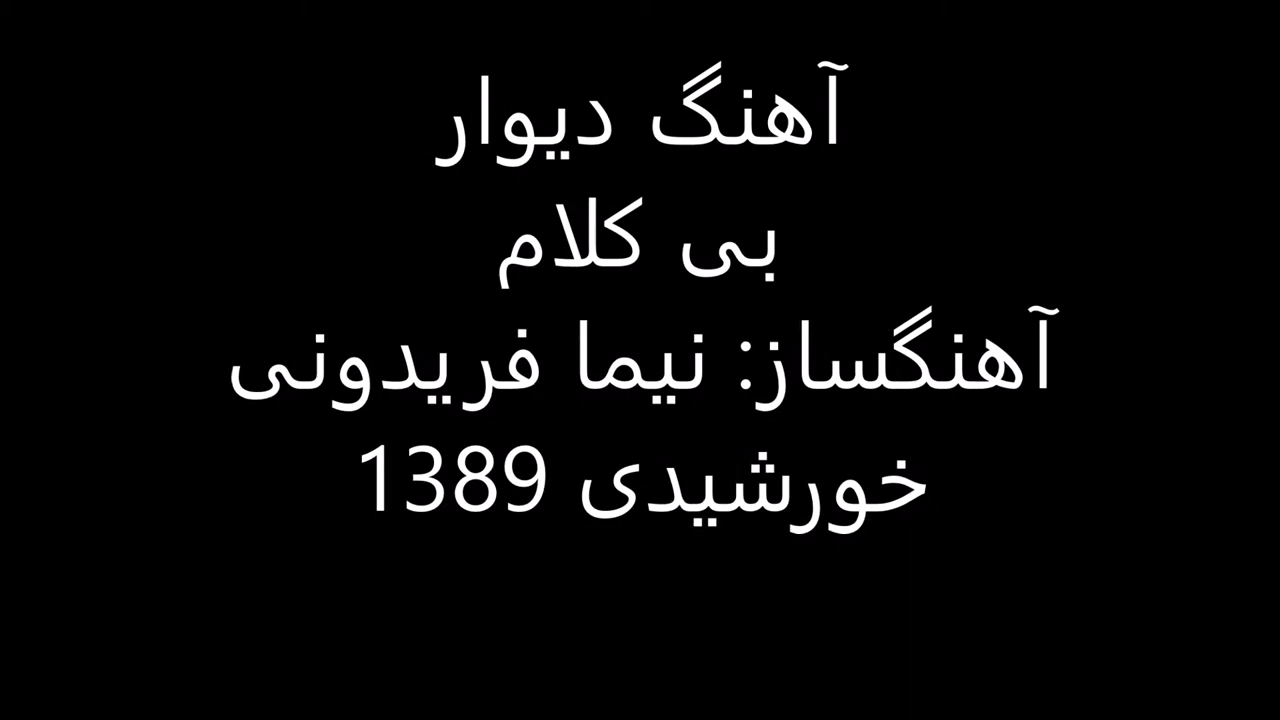 آهنگ دیوار
بی کلام
آهنگساز: نیما فریدونی
خورشیدی 1389